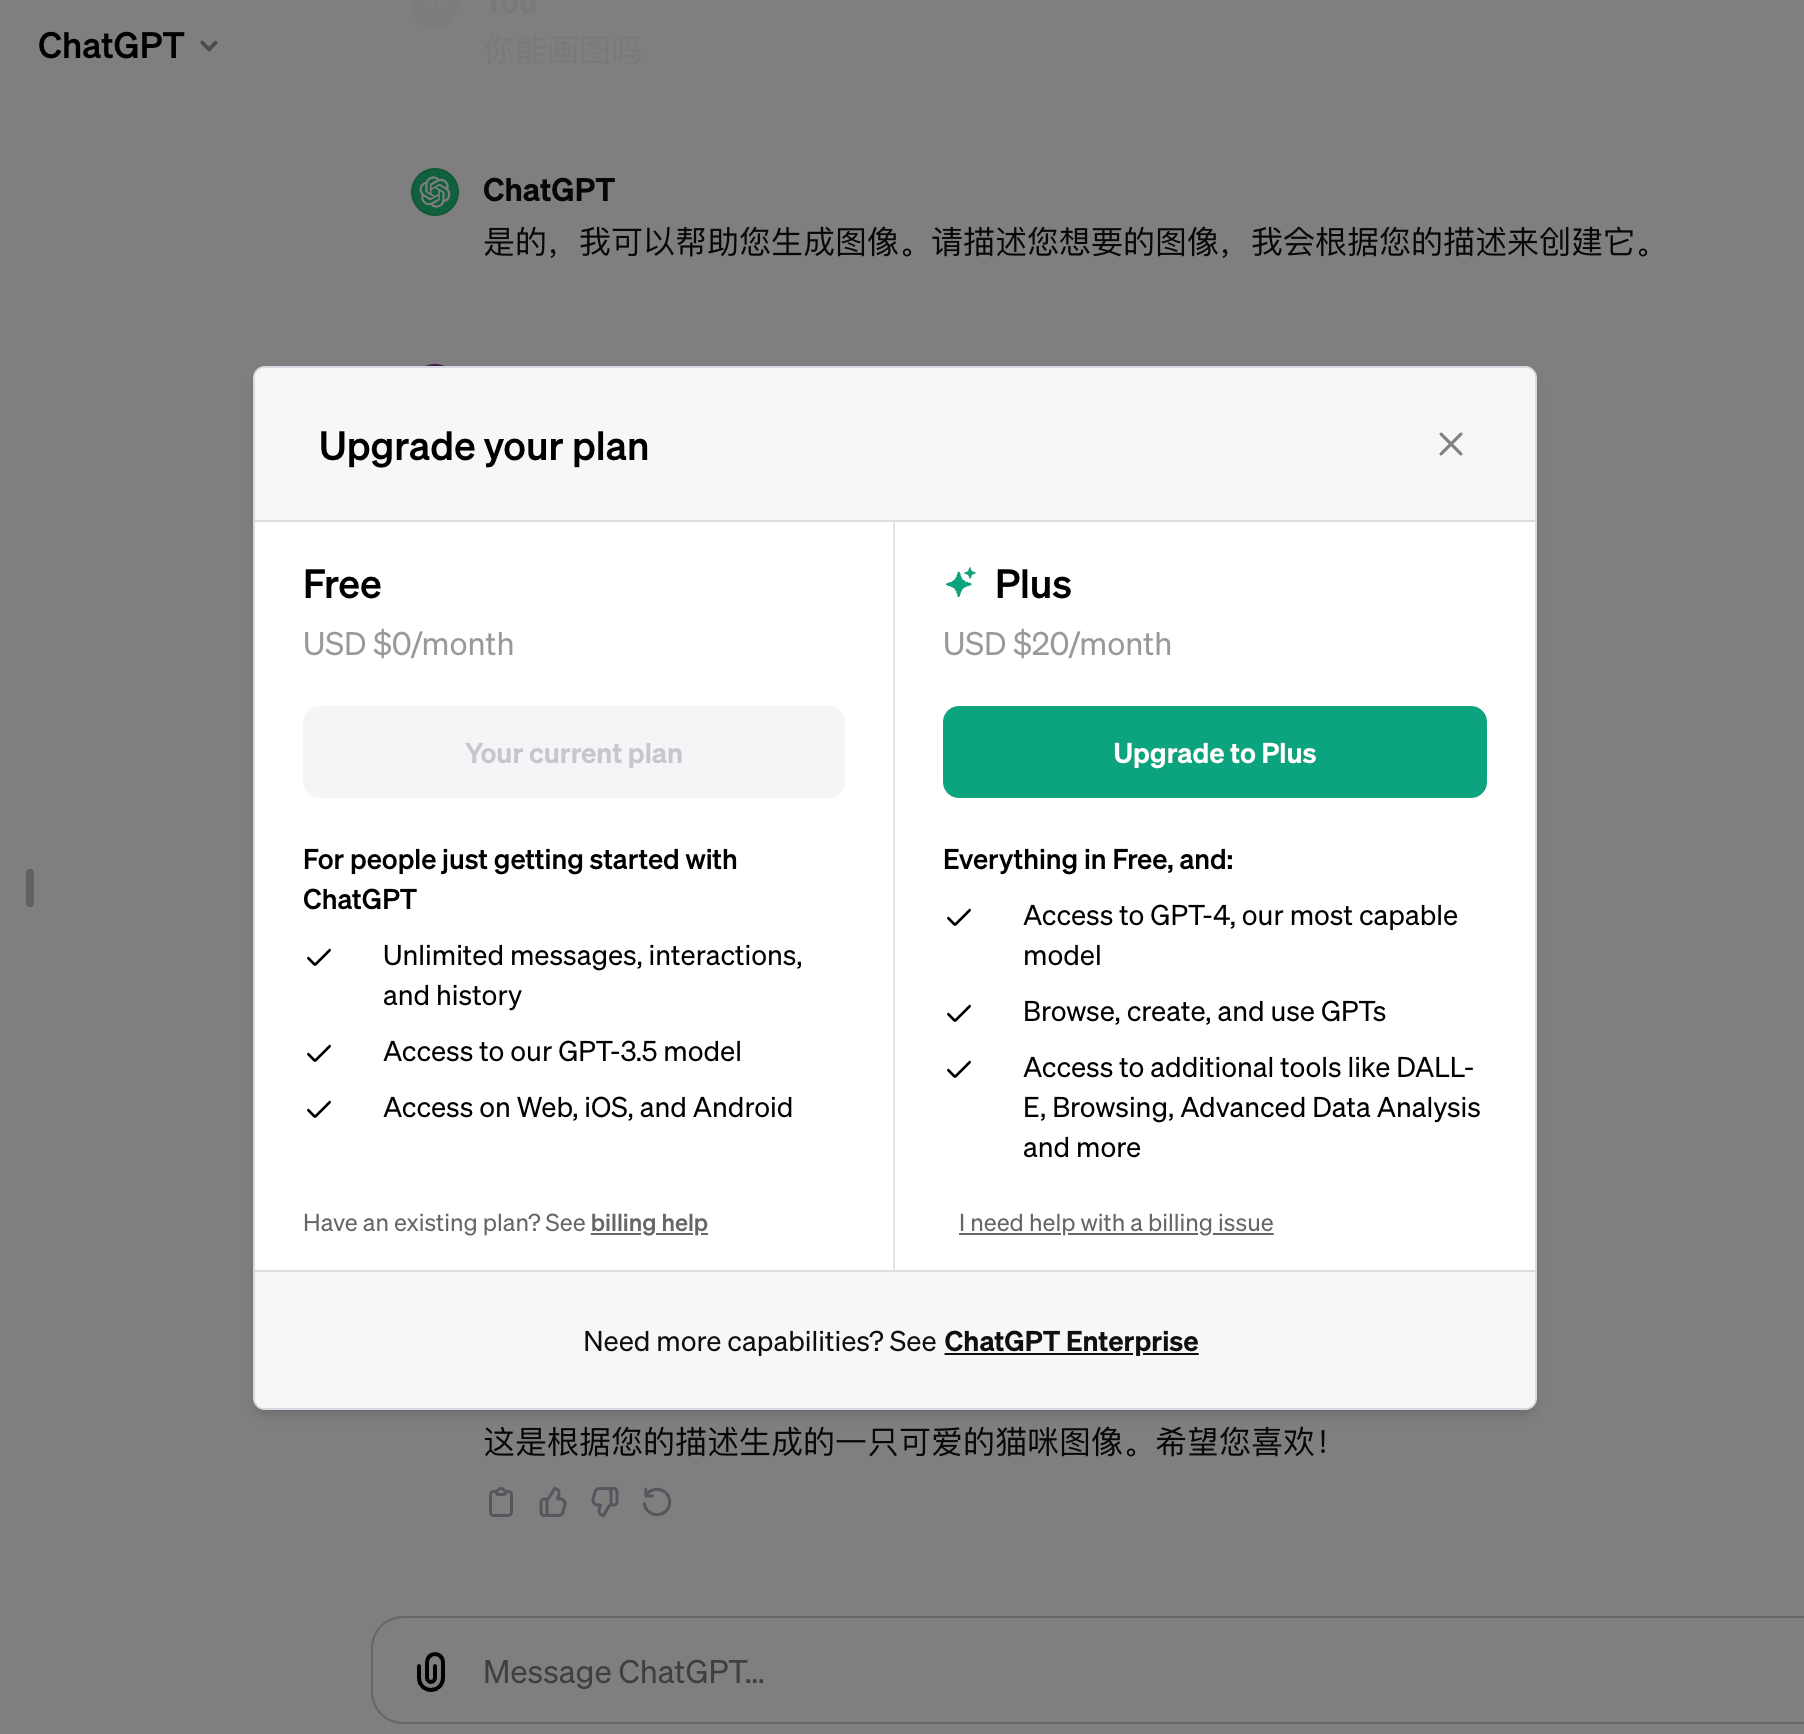 You
ChatGPT
你能画图吗
ChatGPT
是的，我可以帮助您生成图像。请描述您想要的图像，我会根据您的描述来创建它。
Upgrade your plan
Free
USD $0/month
Your current plan
For people just getting started with
ChatGPT
Unlimited messages, interactions,
and history
Access to our GPT-3.5 model
Access on Web, iOS, and Android
Have an existing plan? See billing help
Plus
USD $20/month
Upgrade to Plus
Everything in Free, and:
Access to GPT-4, our most capable
model
Browse, create, and use GPTs
Access to additional tools like DALL-
E, Browsing, Advanced Data Analysis
and more
I need help with a billing issue
Need more capabilities? See ChatGPT Enterprise
这是根据您的描述生成的一只可爱的猫咪图像。希望您喜欢！
Message ChatGPT...